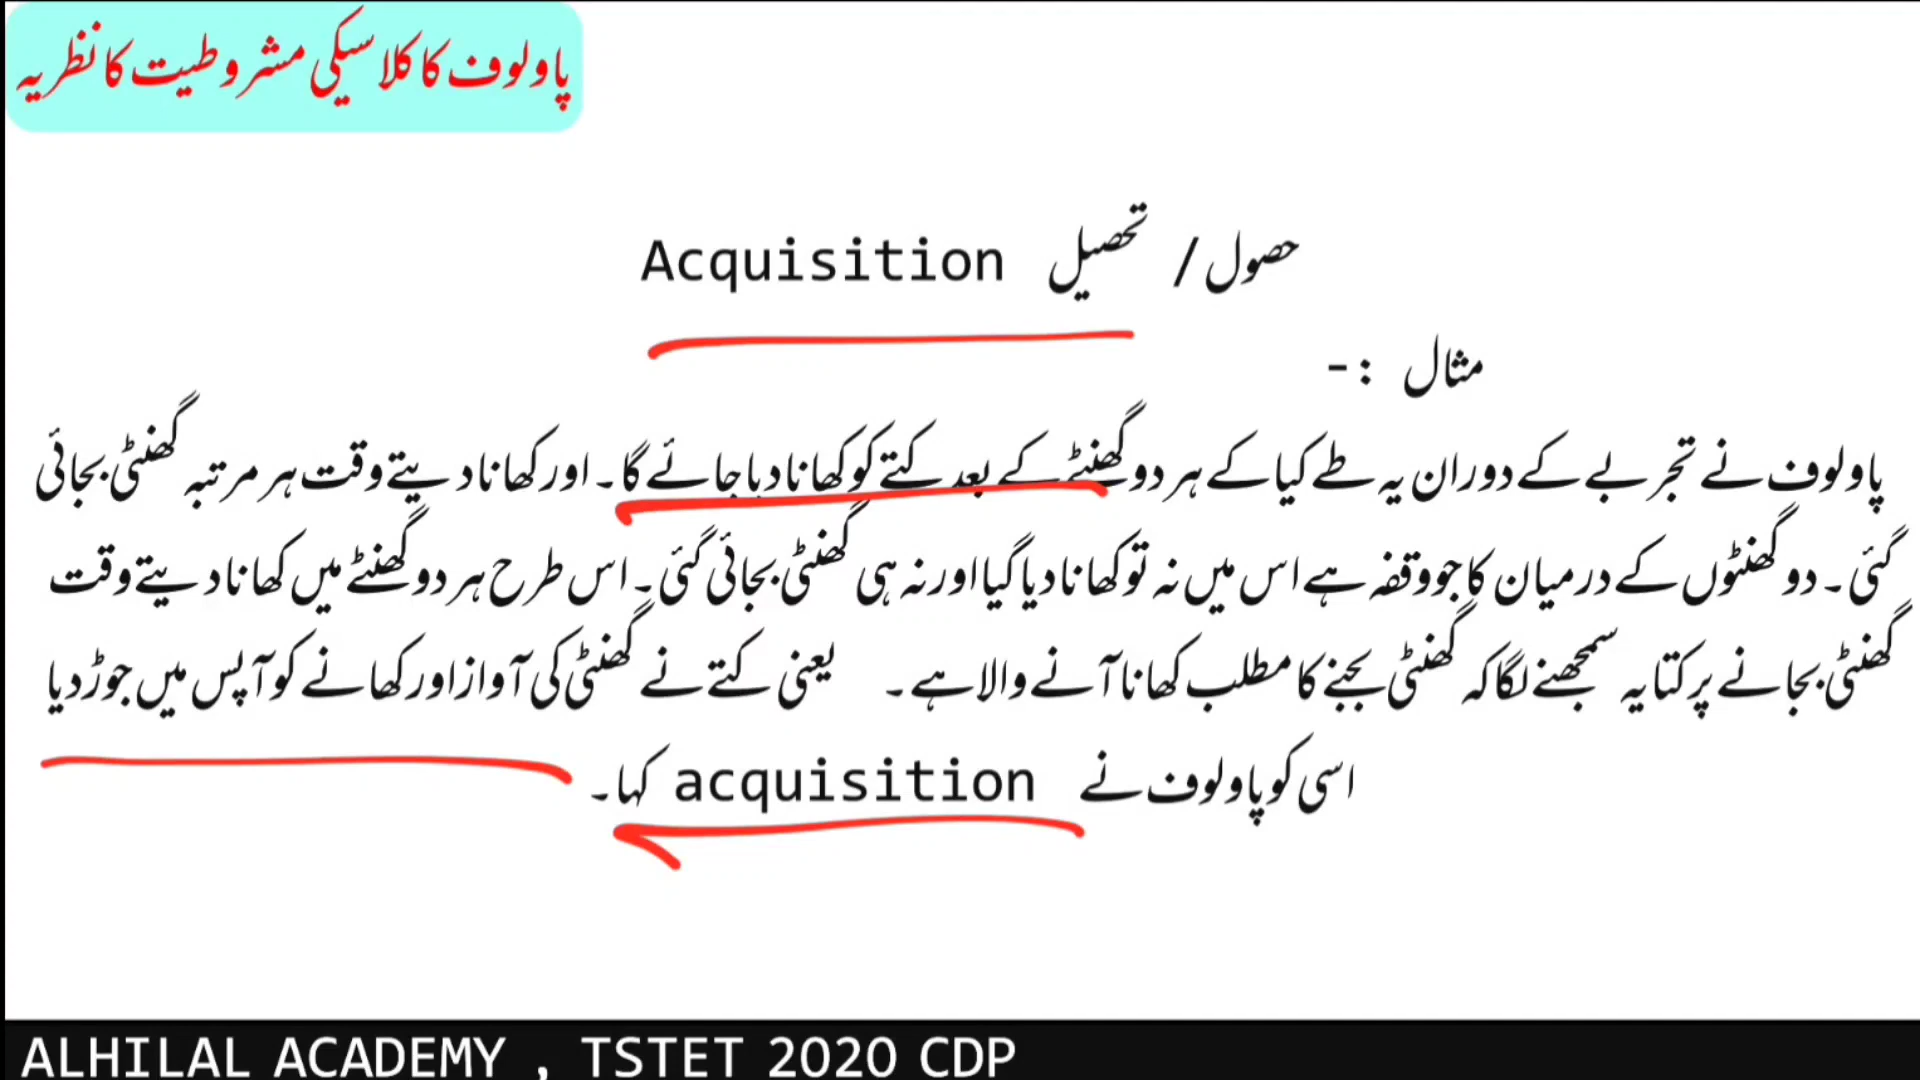 پاولوف کا کلاسیکی مشروطیت کا نظریہ
حصول / تحصیل Acquisition
مثال :-
پاولوف نے تجربے کے دوران یہ طے کیا کے ہر دو گھنٹے کے بعد کتے کو کھانا دیا جائے گا۔ اور کھانا دیتے وقت ہر مرتبہ گھنٹی بجائی
گئی۔ دو گھنٹوں کے درمیان کا جو وقفہ ہے اس میں نہ تو کھانا دیا گیا اور نہ ہی گھنٹی بجائی گئی۔ اس طرح ہر دو گھنٹے میں کھانا دیتے وقت
گھنٹی بجانے پر کتا یہ سمجھنے لگا کہ گھنٹی بجنے کا مطلب کھانا آنے والا ہے۔ یعنی کتے نے گھنٹی کی آواز اور کھانے کو آپس میں جوڑ دیا
اسی کو پاولوف نے acquisition کہا۔
ALHILAL ACADEMY , TSTET 2020 CDP